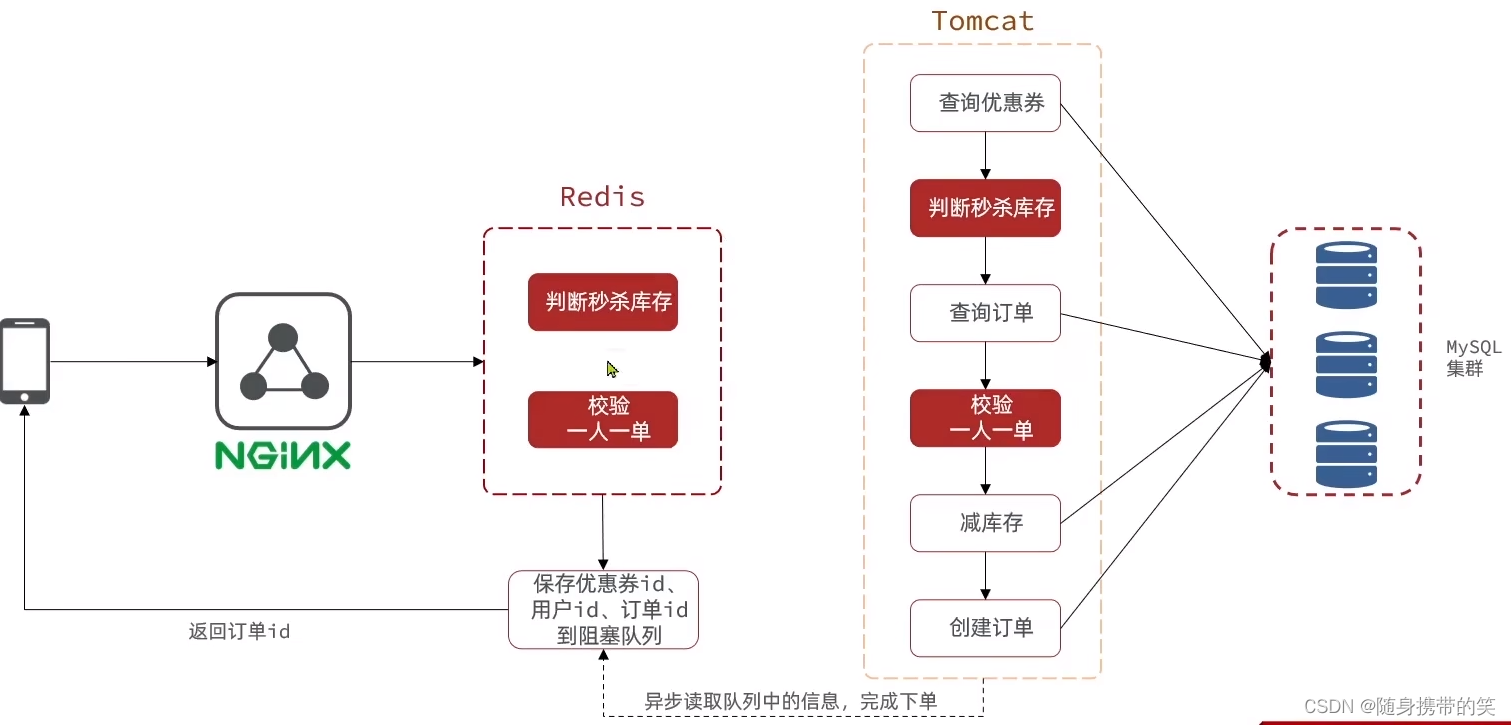 Tomcat
查询优惠券
判断秒杀库存
查询订单
校验
一人一单
减库存
创建订单
Redis
判断秒杀库存
校验
一人一单
NGINX
MySQL
集群
保存优惠券id、
用户id、订单id
到阻塞队列
返回订单id
异步读取队列中的信息，完成下单
CSDN @随身携带的笑